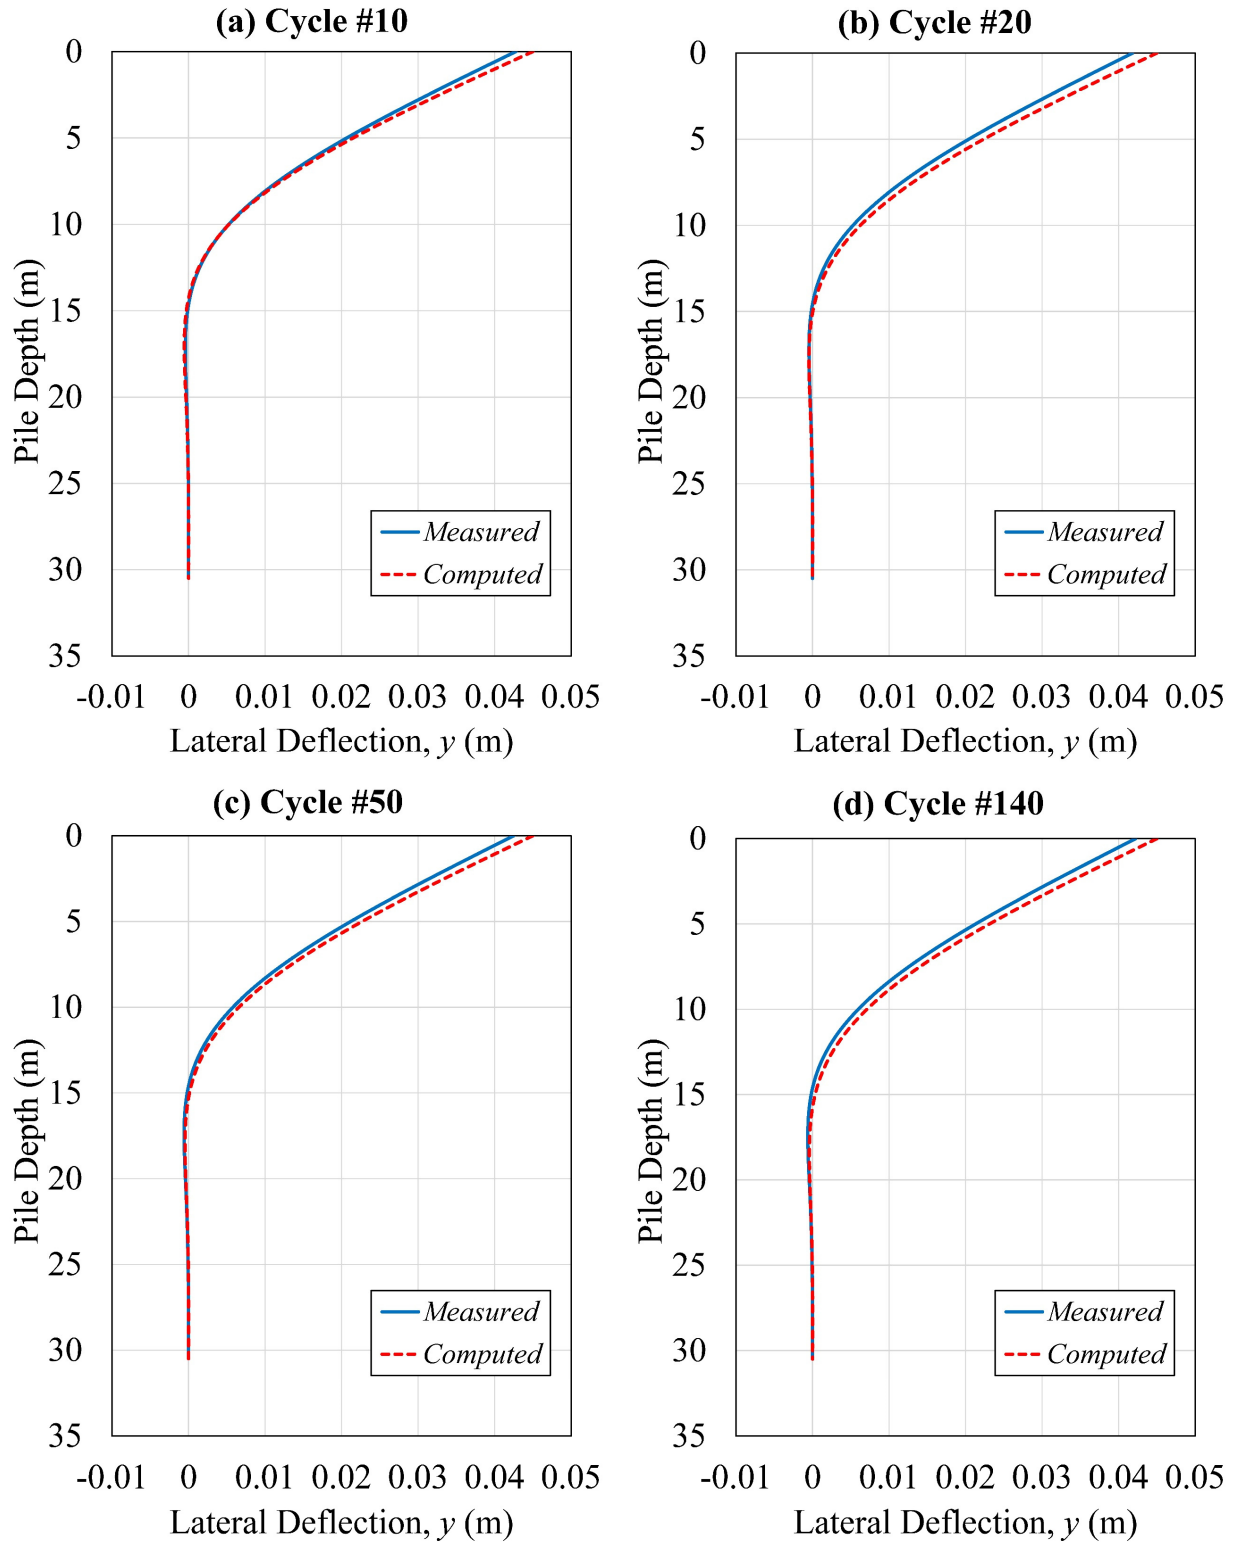 (a) Cycle #10
0
5
10
15
20
25
30
35
Pile Depth (m)
Measured
Computed
-0.01 0 0.01 0.02 0.03 0.04 0.05
Lateral Deflection, y (m)
(b) Cycle #20
0
5
10
15
20
25
30
35
Pile Depth (m)
Measured
Computed
-0.01 0 0.01 0.02 0.03 0.04 0.05
Lateral Deflection, y (m)
(c) Cycle #50
0
5
10
15
20
25
30
35
Pile Depth (m)
Measured
Computed
-0.01 0 0.01 0.02 0.03 0.04 0.05
Lateral Deflection, y (m)
(d) Cycle #140
0
5
10
15
20
25
30
35
Pile Depth (m)
Measured
Computed
-0.01 0 0.01 0.02 0.03 0.04 0.05
Lateral Deflection, y (m)